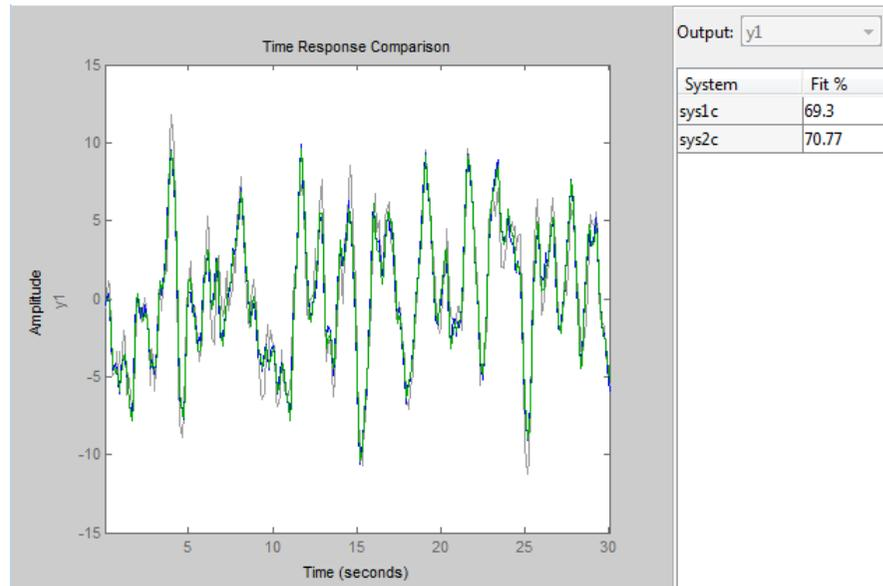 Time Response Comparison
Output: y1
System Fit %
sys1c 69.3
sys2c 70.77
Amplitude
y1
15
10
5
0
-5
-10
-15
5 10 15 20 25 30
Time (seconds)